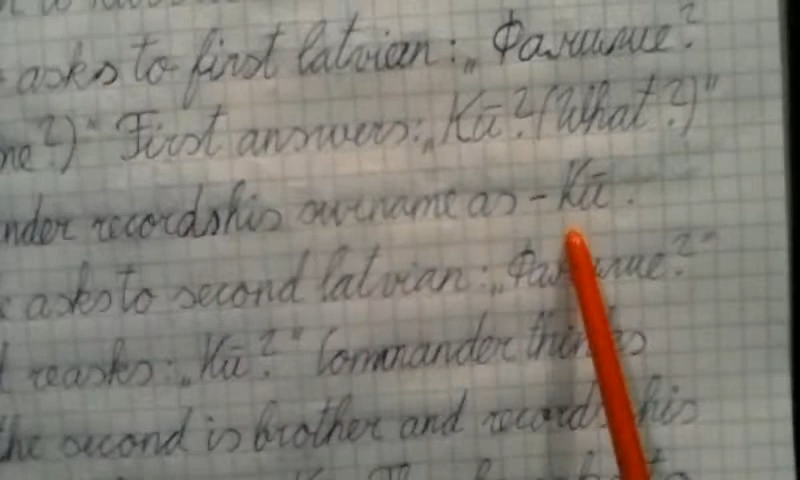 asks to first latvian: „Фамилие?
me?)“ First answers: „Kū? (What?)“
nder records his surname as - Kū.
asks to second latvian: „Фамилие?“
reasks: „Kū?“ Commander thinks
the second is brother and records his